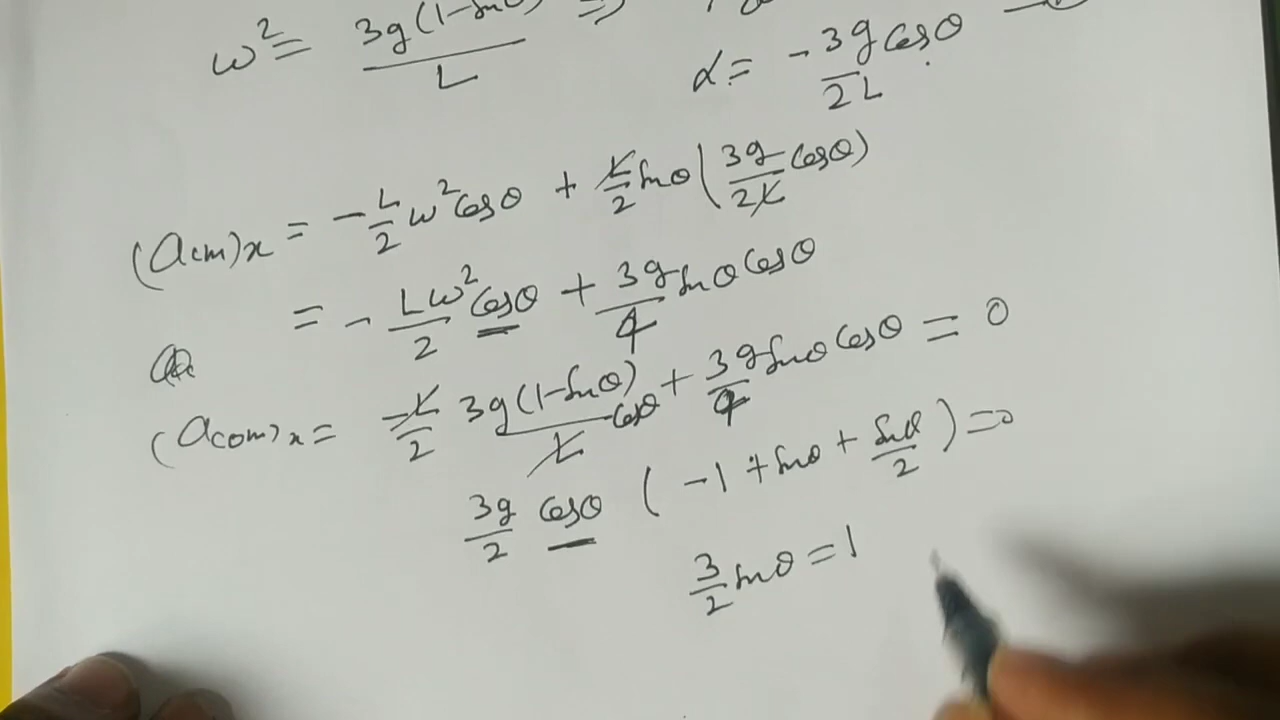 ω² = 3g(1-sinθ)/L ⇒
α = -3g cosθ/2L
(acm)x = -L/2 ω² cosθ + L/2 sinθ (3g/2L cosθ)
= - Lω²/2 cosθ + 3g/4 sinθ cosθ
(acom)x = -L/2 3g(1-sinθ)/L cosθ + 3g/4 sinθ cosθ = 0
3g/2 cosθ (-1 + sinθ + sinθ/2) = 0
3/2 sinθ = 1